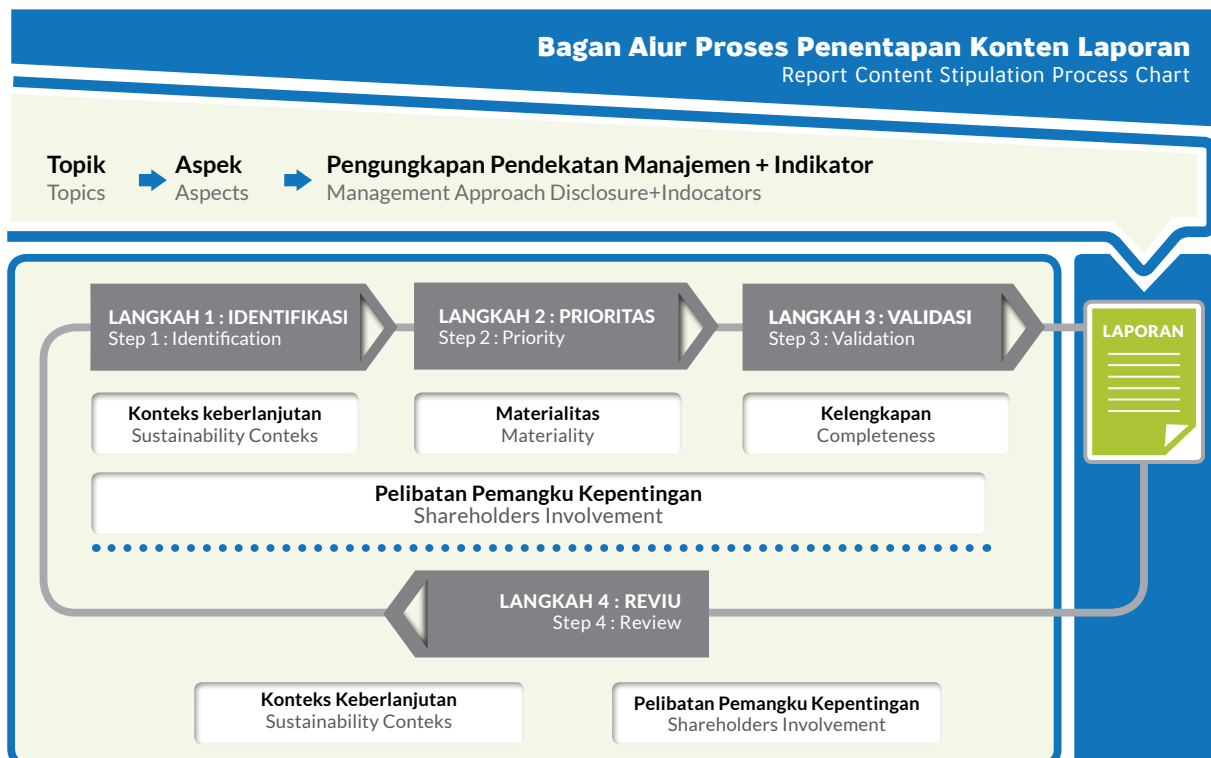 Bagan Aiur Proses Penentapan Konten Laporan
Report Content Stipulation Process Chart
Topik
Topics
Aspek
Aspects
Pengungkapan Pendekatan Manajemen + Indikator
Management Approach Disclosure+Indocators
LANGKAH 1 : IDENTIFIKASI
Step 1 : Identification
LANGKAH 2 : PRIORITAS
Step 2 : Priority
LANGKAH 3 : VALIDASI
Step 3 : Validation
LAPORAN
Konteks keberlanjutan
Sustainability Conteks
Materialitas
Materiality
Kelengkapan
Completeness
Pelibatan Pemangku Kepentingan
Shareholders Involvement
LANGKAH 4 : REVIU
Step 4 : Review
Konteks Keberlanjutan
Sustainability Conteks
Pelibatan Pemangku Kepentingan
Shareholders Involvement